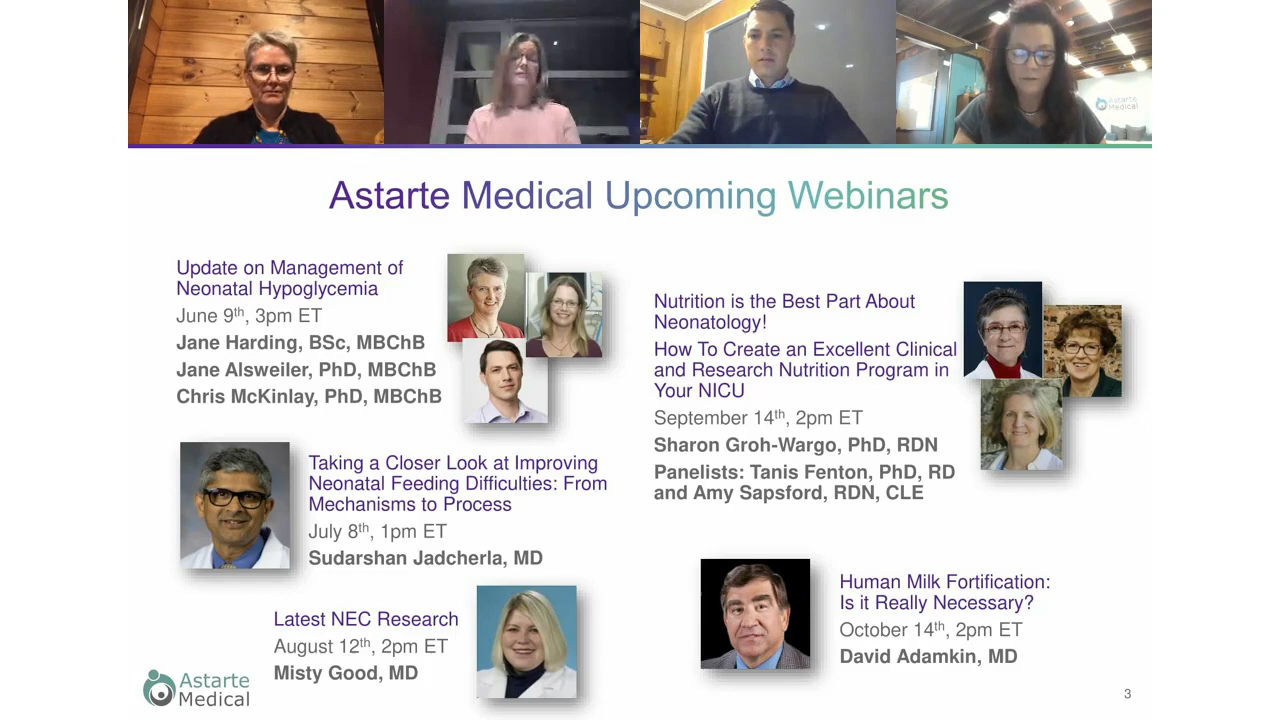 Astarte
Medical
Astarte Medical Upcoming Webinars
Update on Management of
Neonatal Hypoglycemia
June 9th, 3pm ET
Jane Harding, BSc, MBChB
Jane Alsweiler, PhD, MBChB
Chris McKinlay, PhD, MBChB
Taking a Closer Look at Improving
Neonatal Feeding Difficulties: From
Mechanisms to Process
July 8th, 1pm ET
Sudarshan Jadcherla, MD
Latest NEC Research
August 12th, 2pm ET
Misty Good, MD
Nutrition is the Best Part About
Neonatology!
How To Create an Excellent Clinical
and Research Nutrition Program in
Your NICU
September 14th, 2pm ET
Sharon Groh-Wargo, PhD, RDN
Panelists: Tanis Fenton, PhD, RD
and Amy Sapsford, RDN, CLE
Human Milk Fortification:
Is it Really Necessary?
October 14th, 2pm ET
David Adamkin, MD
Astarte
Medical
3